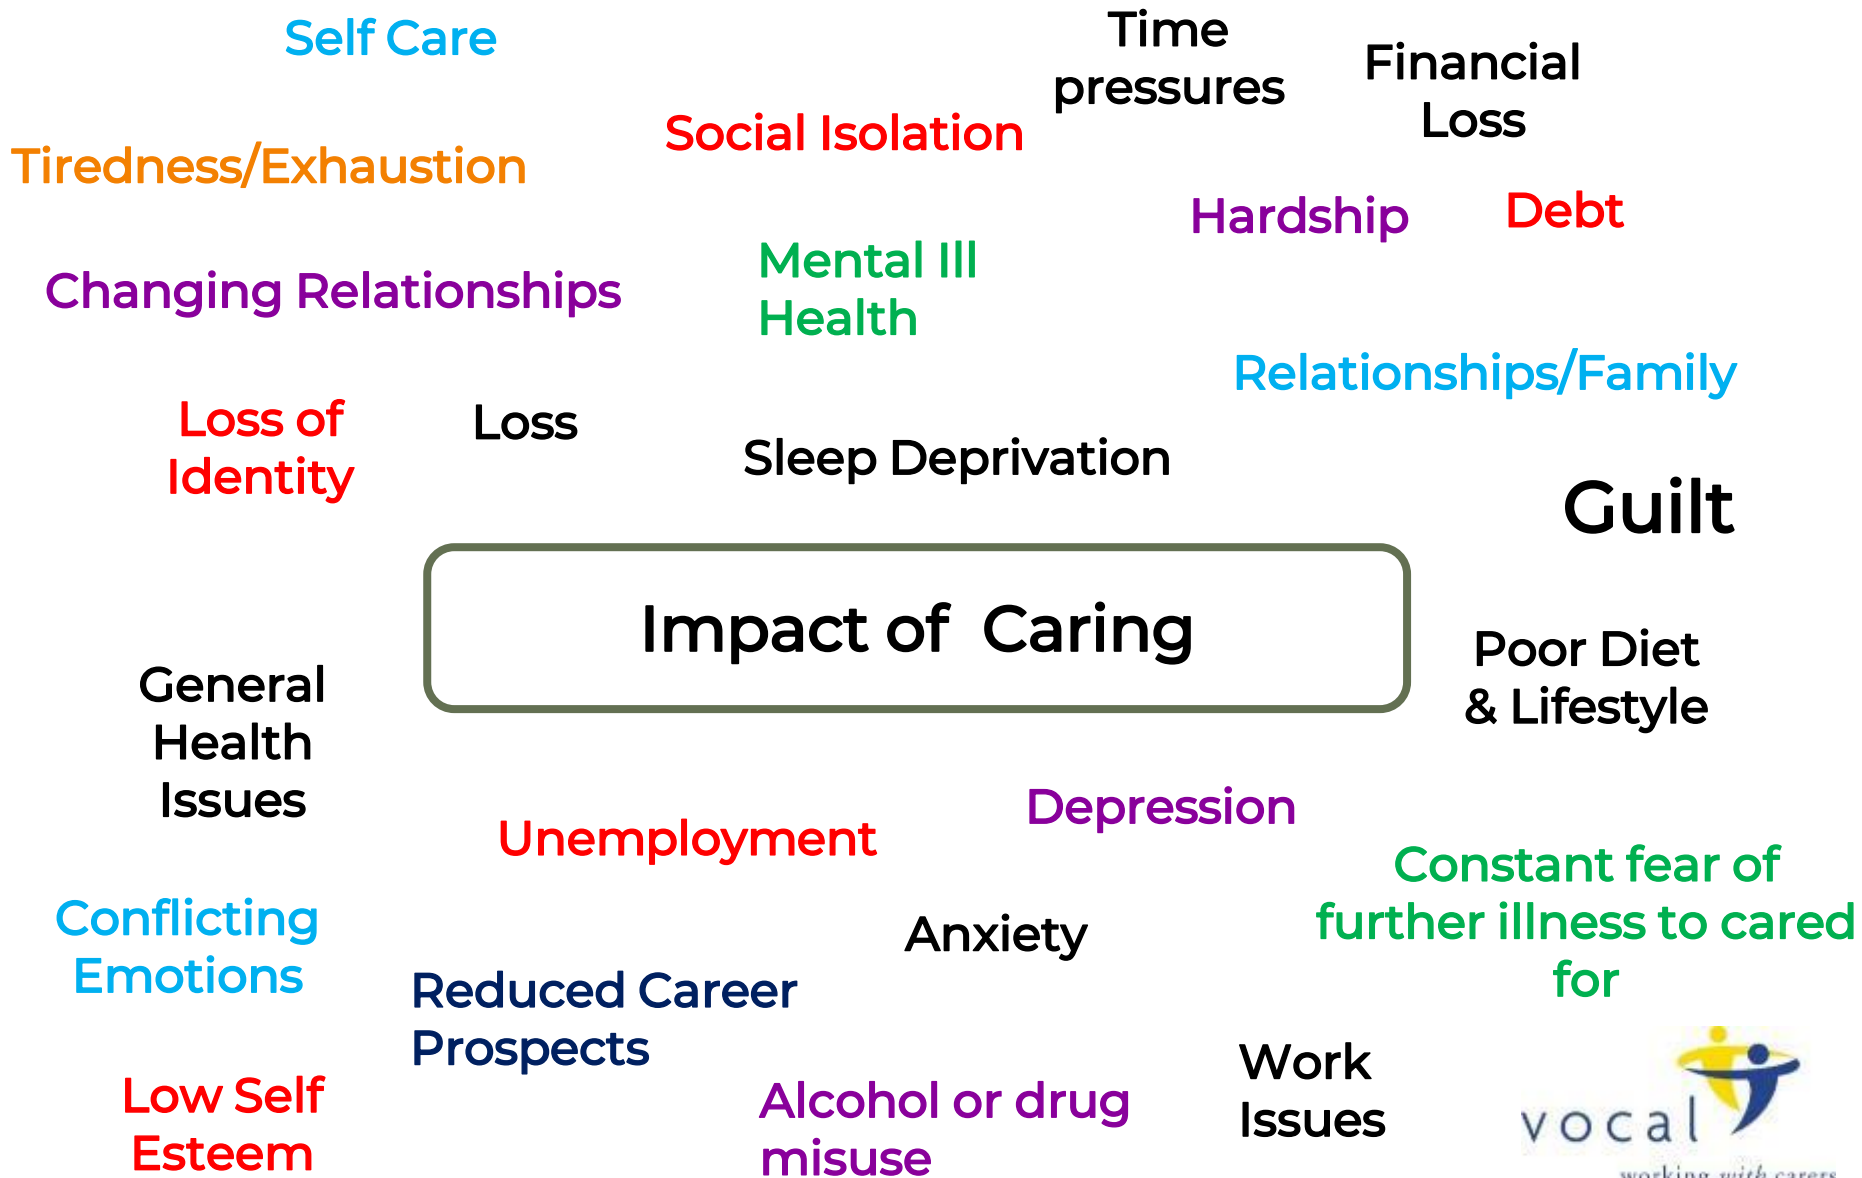 Self Care
Time
pressures
Financial
Loss
Social Isolation
Tiredness/Exhaustion
Hardship
Debt
Mental Ill
Health
Changing Relationships
Relationships/Family
Loss of
Identity
Loss
Sleep Deprivation
Guilt
Impact of  Caring
Poor Diet
& Lifestyle
General
Health
Issues
Depression
Unemployment
Constant fear of
further illness to cared
for
Conflicting
Emotions
Anxiety
Reduced Career
Prospects
Work
Issues
Low Self
Esteem
Alcohol or drug
misuse
vocal
working with carers